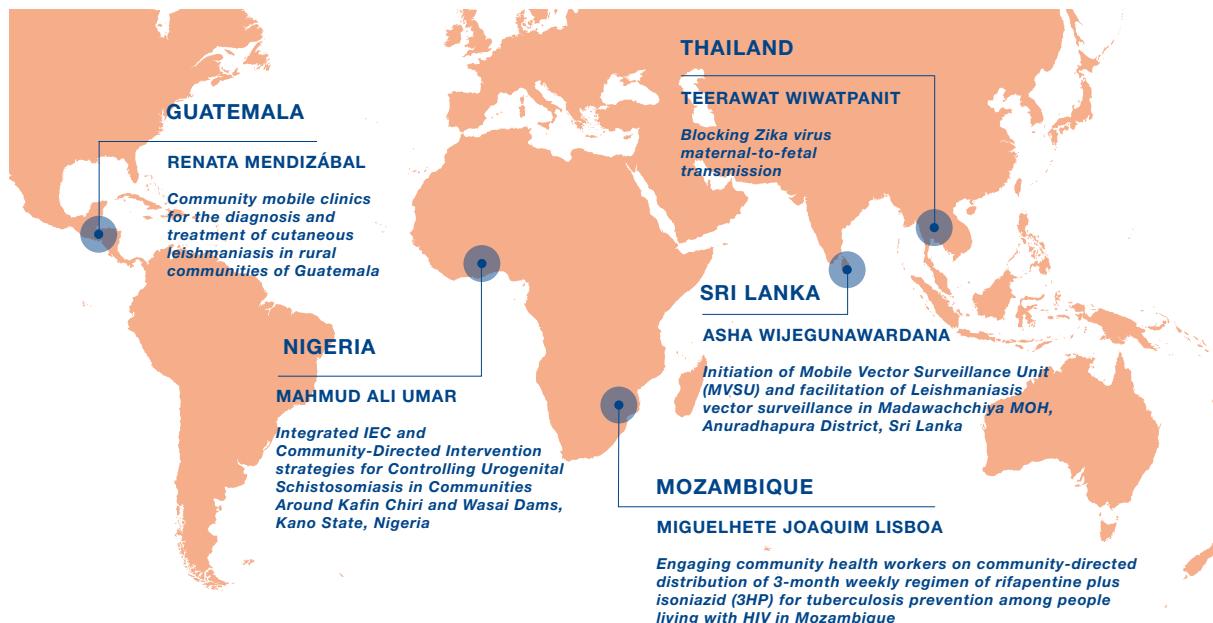 THAILAND
TEERAWAT WIWATPANIT
Blocking Zika virus
maternal-to-fetal
transmission
GUATEMALA
RENATA MENDIZÁBAL
Community mobile clinics
for the diagnosis and
treatment of cutaneous
leishmaniasis in rural
communities of Guatemala
SRI LANKA
ASHA WIJEGUNAWARDANA
Initiation of Mobile Vector Surveillance Unit
(MVSU) and facilitation of Leishmaniasis
vector surveillance in Madawachchiya MOH,
Anuradhapura District, Sri Lanka
NIGERIA
MAHMUD ALI UMAR
Integrated IEC and
Community-Directed Intervention
strategies for Controlling Urogenital
Schistosomiasis in Communities
Around Kafin Chiri and Wasai Dams,
Kano State, Nigeria
MOZAMBIQUE
MIGUELHETE JOAQUIM LISBOA
Engaging community health workers on community-directed
distribution of 3-month weekly regimen of rifapentine plus
isoniazid (3HP) for tuberculosis prevention among people
living with HIV in Mozambique